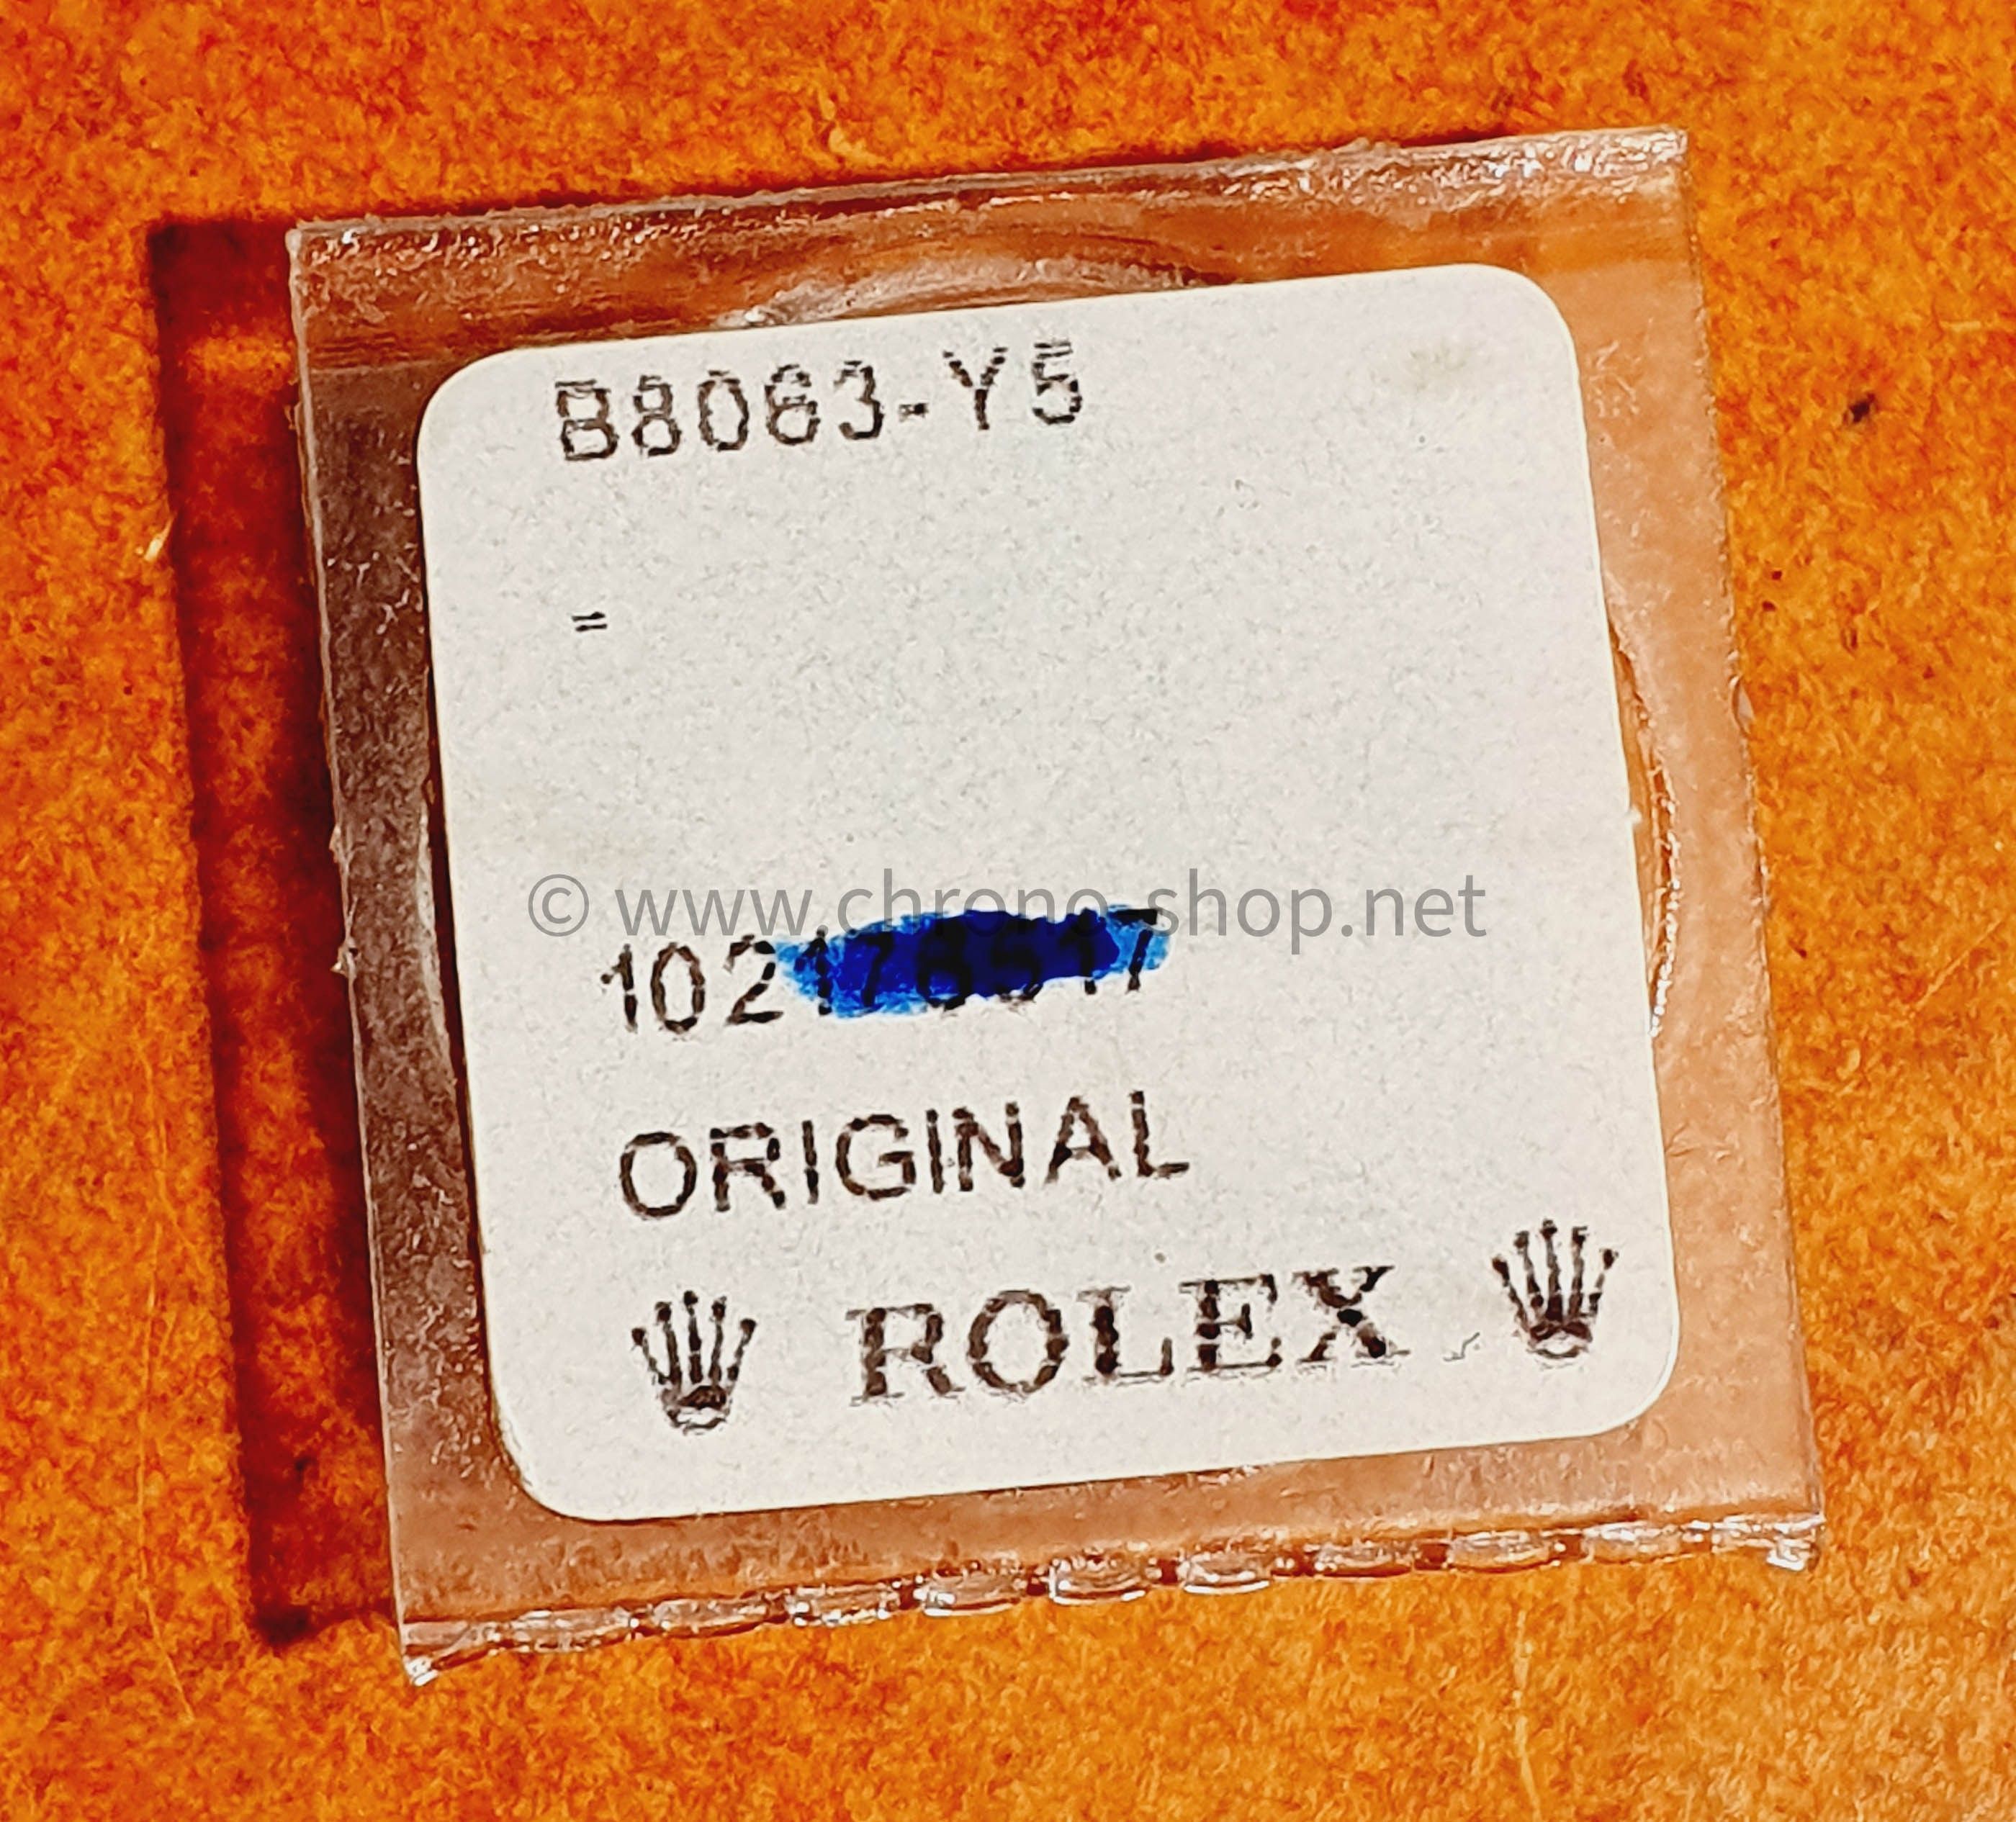 B8063-Y5
=
© www.chrono-shop.net
102
ORIGINAL
ROLEX